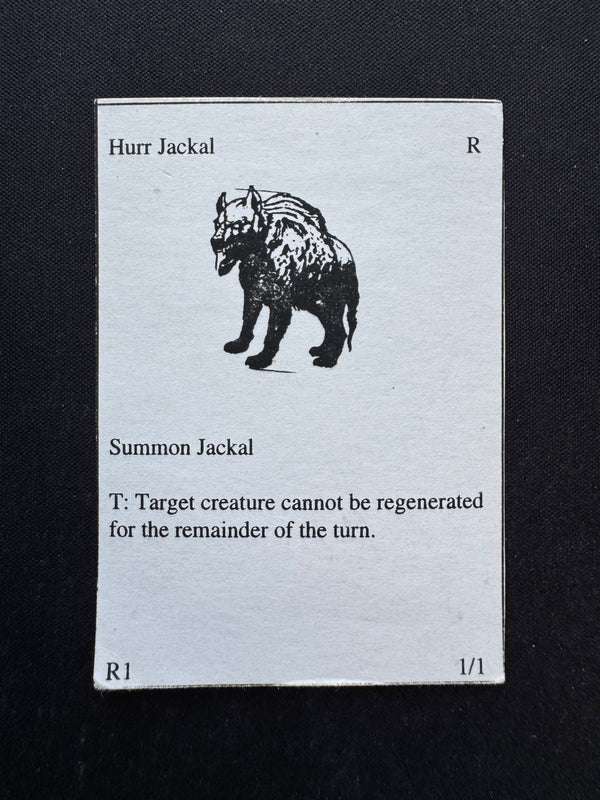 Hurr Jackal R
Summon Jackal
T: Target creature cannot be regenerated
for the remainder of the turn.
R1 1/1